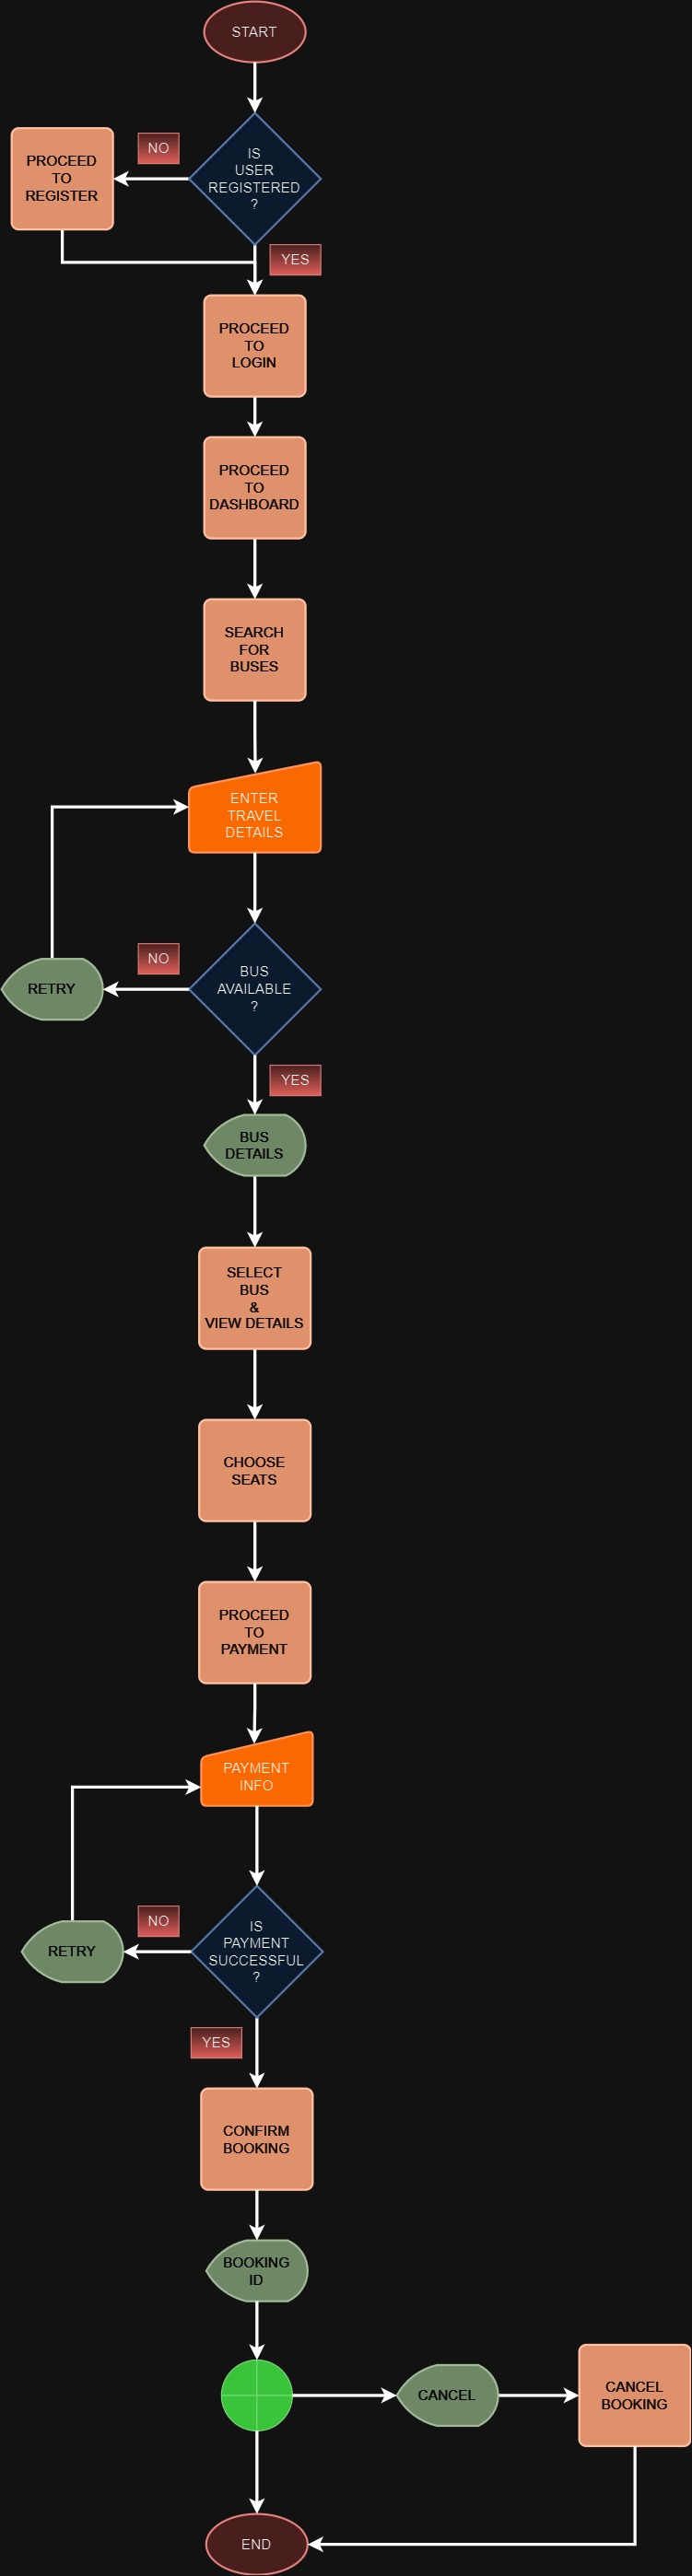 START
IS
USER
REGISTERED
?
NO
PROCEED
TO
REGISTER
YES
PROCEED
TO
LOGIN
PROCEED
TO
DASHBOARD
SEARCH
FOR
BUSES
ENTER
TRAVEL
DETAILS
BUS
AVAILABLE
?
NO
RETRY
YES
BUS
DETAILS
SELECT
BUS
&
VIEW DETAILS
CHOOSE
SEATS
PROCEED
TO
PAYMENT
PAYMENT
INFO
IS
PAYMENT
SUCCESSFUL
?
NO
RETRY
YES
CONFIRM
BOOKING
BOOKING
ID
CANCEL
CANCEL
BOOKING
END